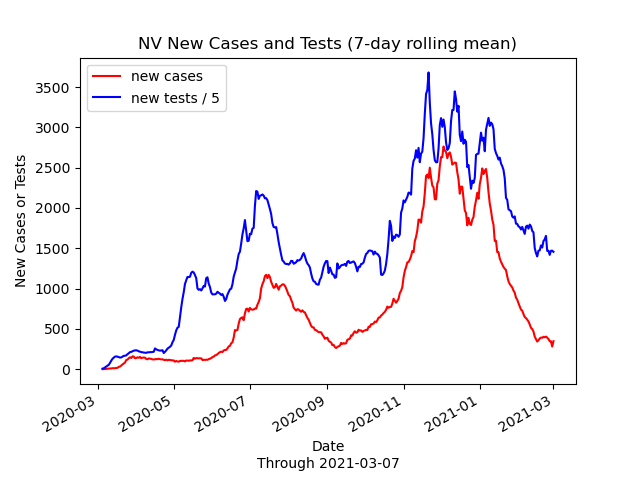 NV New Cases and Tests (7-day rolling mean)
new cases
new tests / 5
New Cases or Tests
3500
3000
2500
2000
1500
1000
500
0
2020-03
2020-05
2020-07
2020-09
2020-11
2021-01
2021-03
Date
Through 2021-03-07